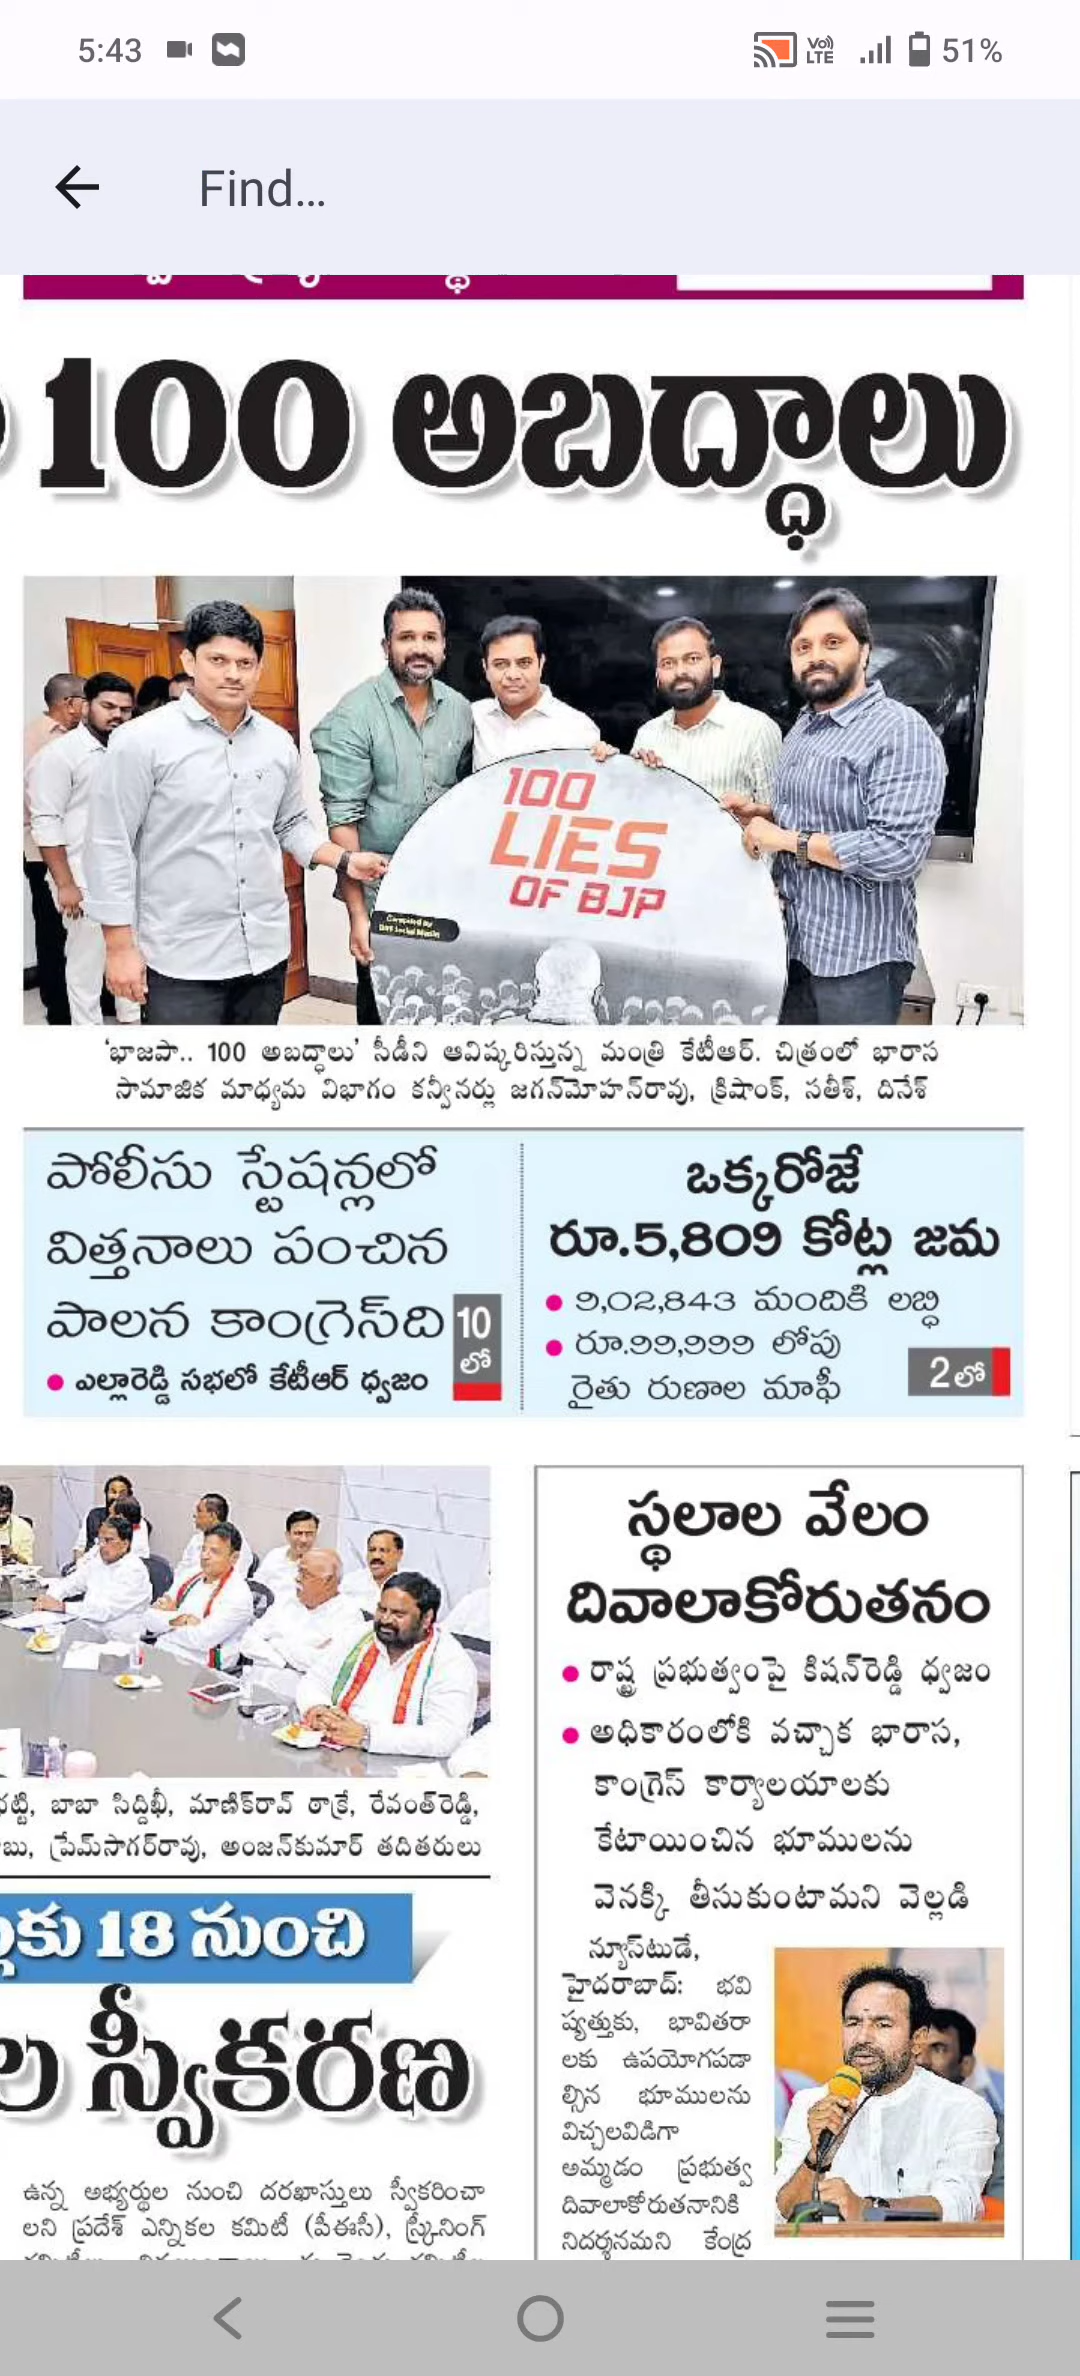 5:43
Vo)
LTE
51%
Find...
100 అబద్ధాలు
100
LIES
OF BJP
'భాజపా.. 100 అబద్ధాలు' సీడీని ఆవిష్కరిస్తున్న మంత్రి కేటీఆర్. చిత్రంలో భారాస
సామాజిక మాధ్యమ విభాగం కన్వీనర్లు జగన్‌మోహన్‌రావు, క్రిశాంక్, సతీశ్, దినేశ్
పోలీసు స్టేషన్లలో
విత్తనాలు పంచిన
పాలన కాంగ్రెస్‌ది
ఎల్లారెడ్డి సభలో కేటీఆర్ ధ్వజం
10
లో
ఒక్కరోజే
రూ.5,809 కోట్ల జమ
9,02,843 మందికి లబ్ధి
రూ.99,999 లోపు
రైతు రుణాల మాఫీ
2లో
భట్టి, బాబా సిద్దిఖీ, మాణిక్‌రావ్ ఠాక్రే, రేవంత్‌రెడ్డి,
బు, ప్రేమ్‌సాగర్‌రావు, అంజన్‌కుమార్ తదితరులు
కు 18 నుంచి
ల స్వీకరణ
ఉన్న అభ్యర్థుల నుంచి దరఖాస్తులు స్వీకరించా
లని ప్రదేశ్ ఎన్నికల కమిటీ (పీఈసీ), స్క్రీనింగ్
స్థలాల వేలం
దివాలాకోరుతనం
రాష్ట్ర ప్రభుత్వంపై కిషన్‌రెడ్డి ధ్వజం
అధికారంలోకి వచ్చాక భారాస,
కాంగ్రెస్ కార్యాలయాలకు
కేటాయించిన భూములను
వెనక్కి తీసుకుంటామని వెల్లడి
న్యూస్‌టుడే,
హైదరాబాద్: భవి
ష్యత్తుకు, భావితరా
లకు ఉపయోగపడా
ల్సిన భూములను
విచ్చలవిడిగా
అమ్మడం ప్రభుత్వ
దివాలాకోరుతనానికి
నిదర్శనమని కేంద్ర